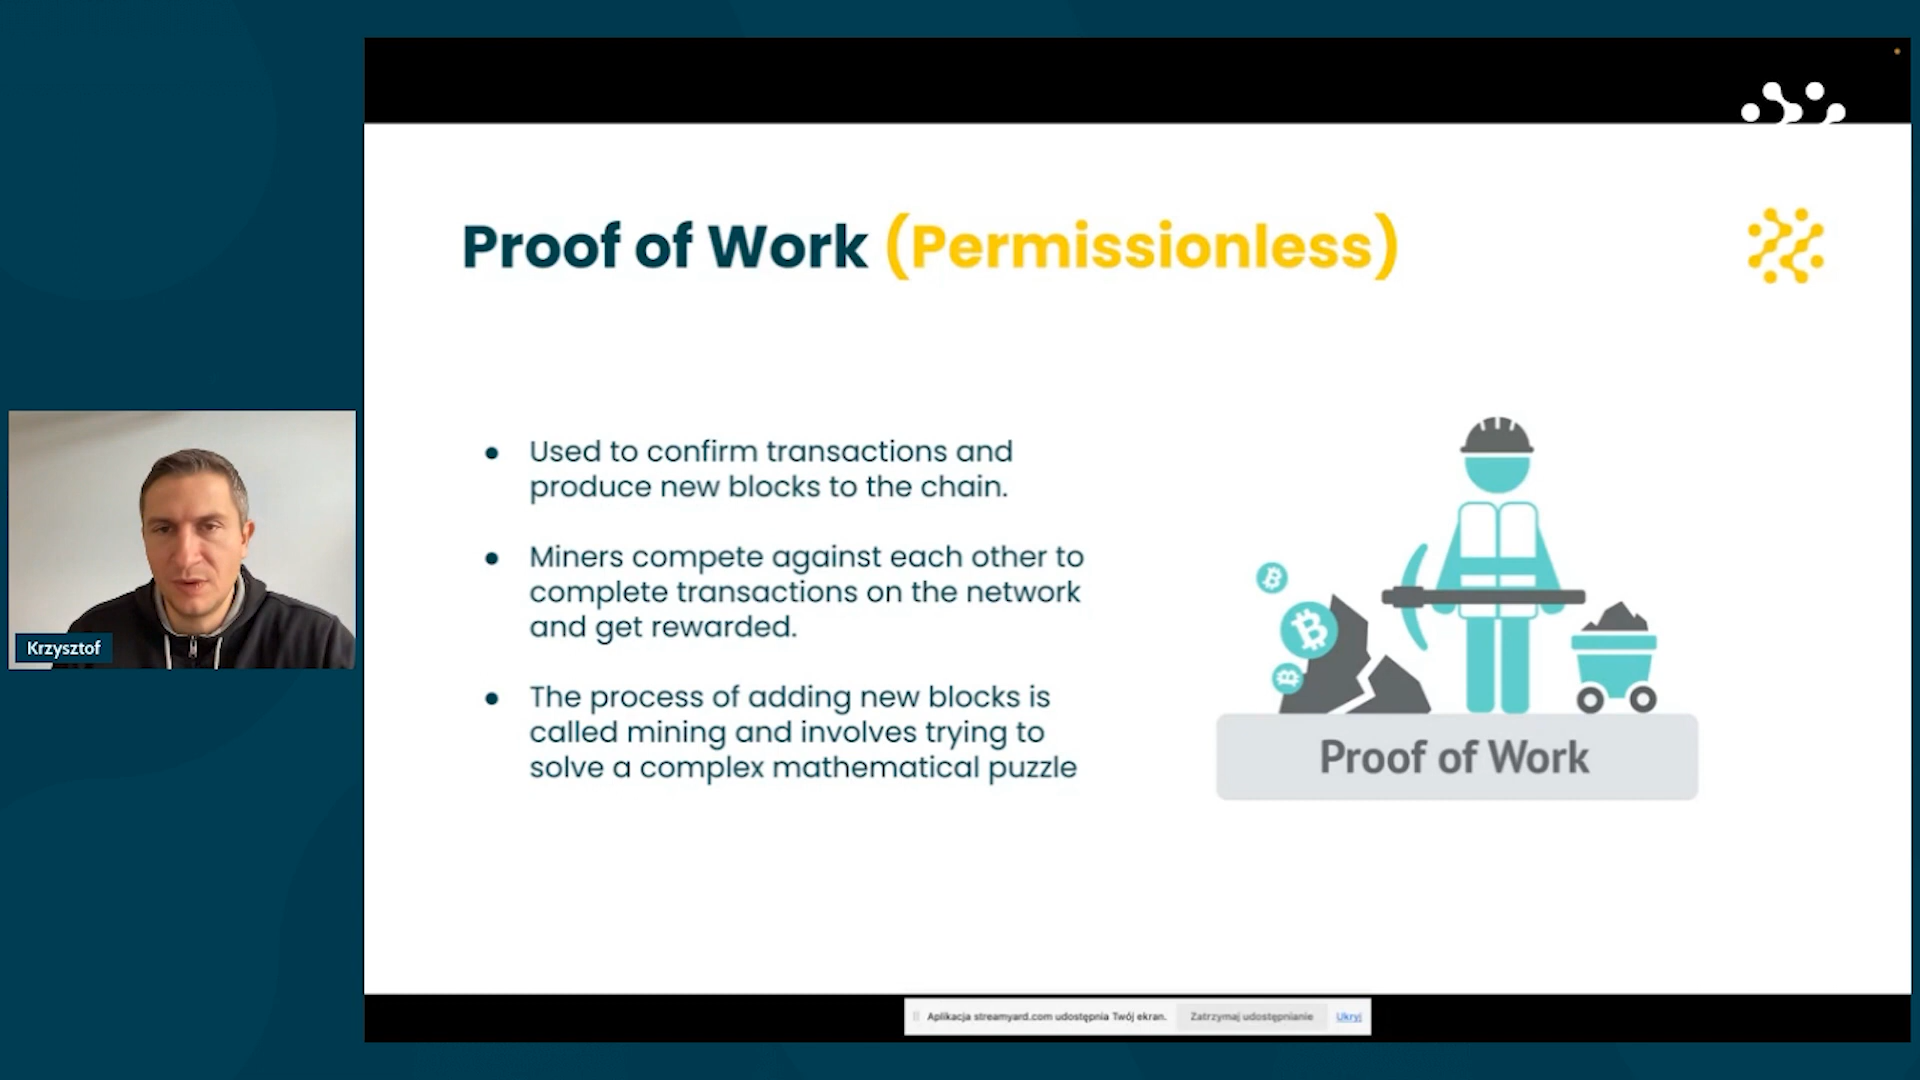 Proof of Work (Permissionless)
● Used to confirm transactions and
produce new blocks to the chain.
● Miners compete against each other to
complete transactions on the network
and get rewarded.
● The process of adding new blocks is
called mining and involves trying to
solve a complex mathematical puzzle
Proof of Work
Krzysztof
Aplikacja streamyard.com udostępnia Twój ekran. Zatrzymaj udostępnianie Ukryj